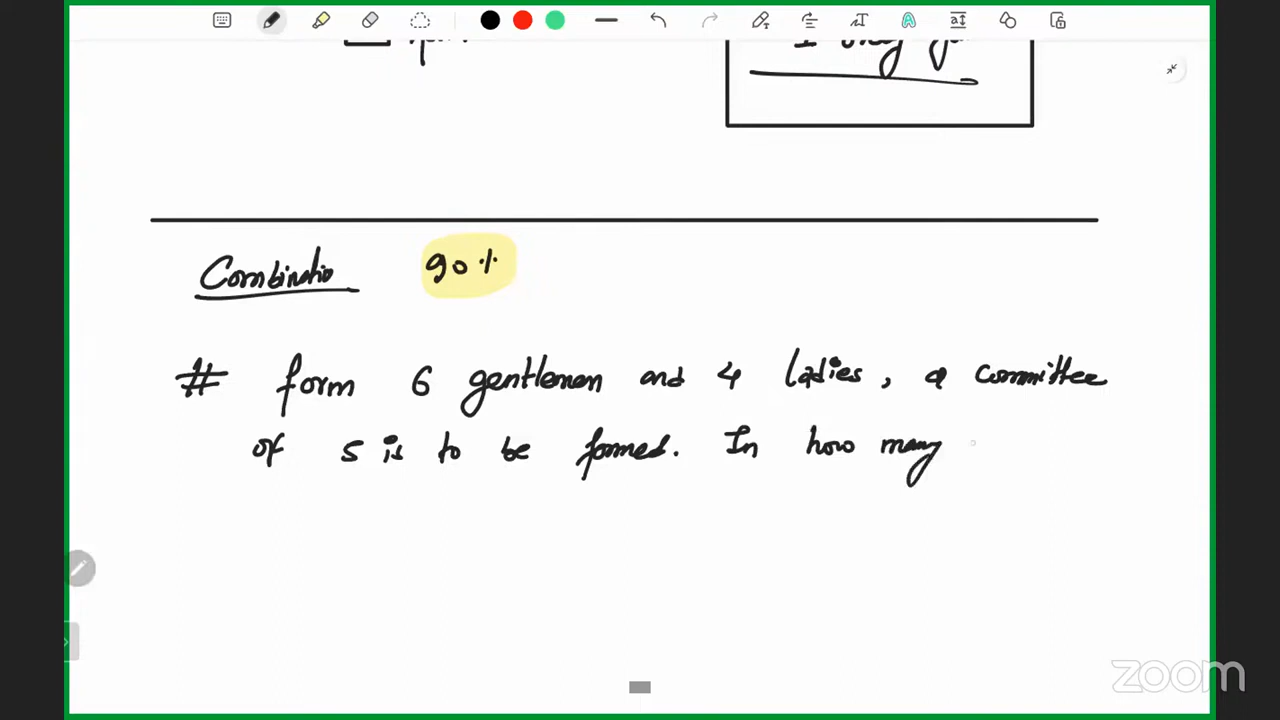 Combinatio 90 %
# form 6 gentlemen and 4 ladies, a committee
of 5 is to be formed. In how many
zoom